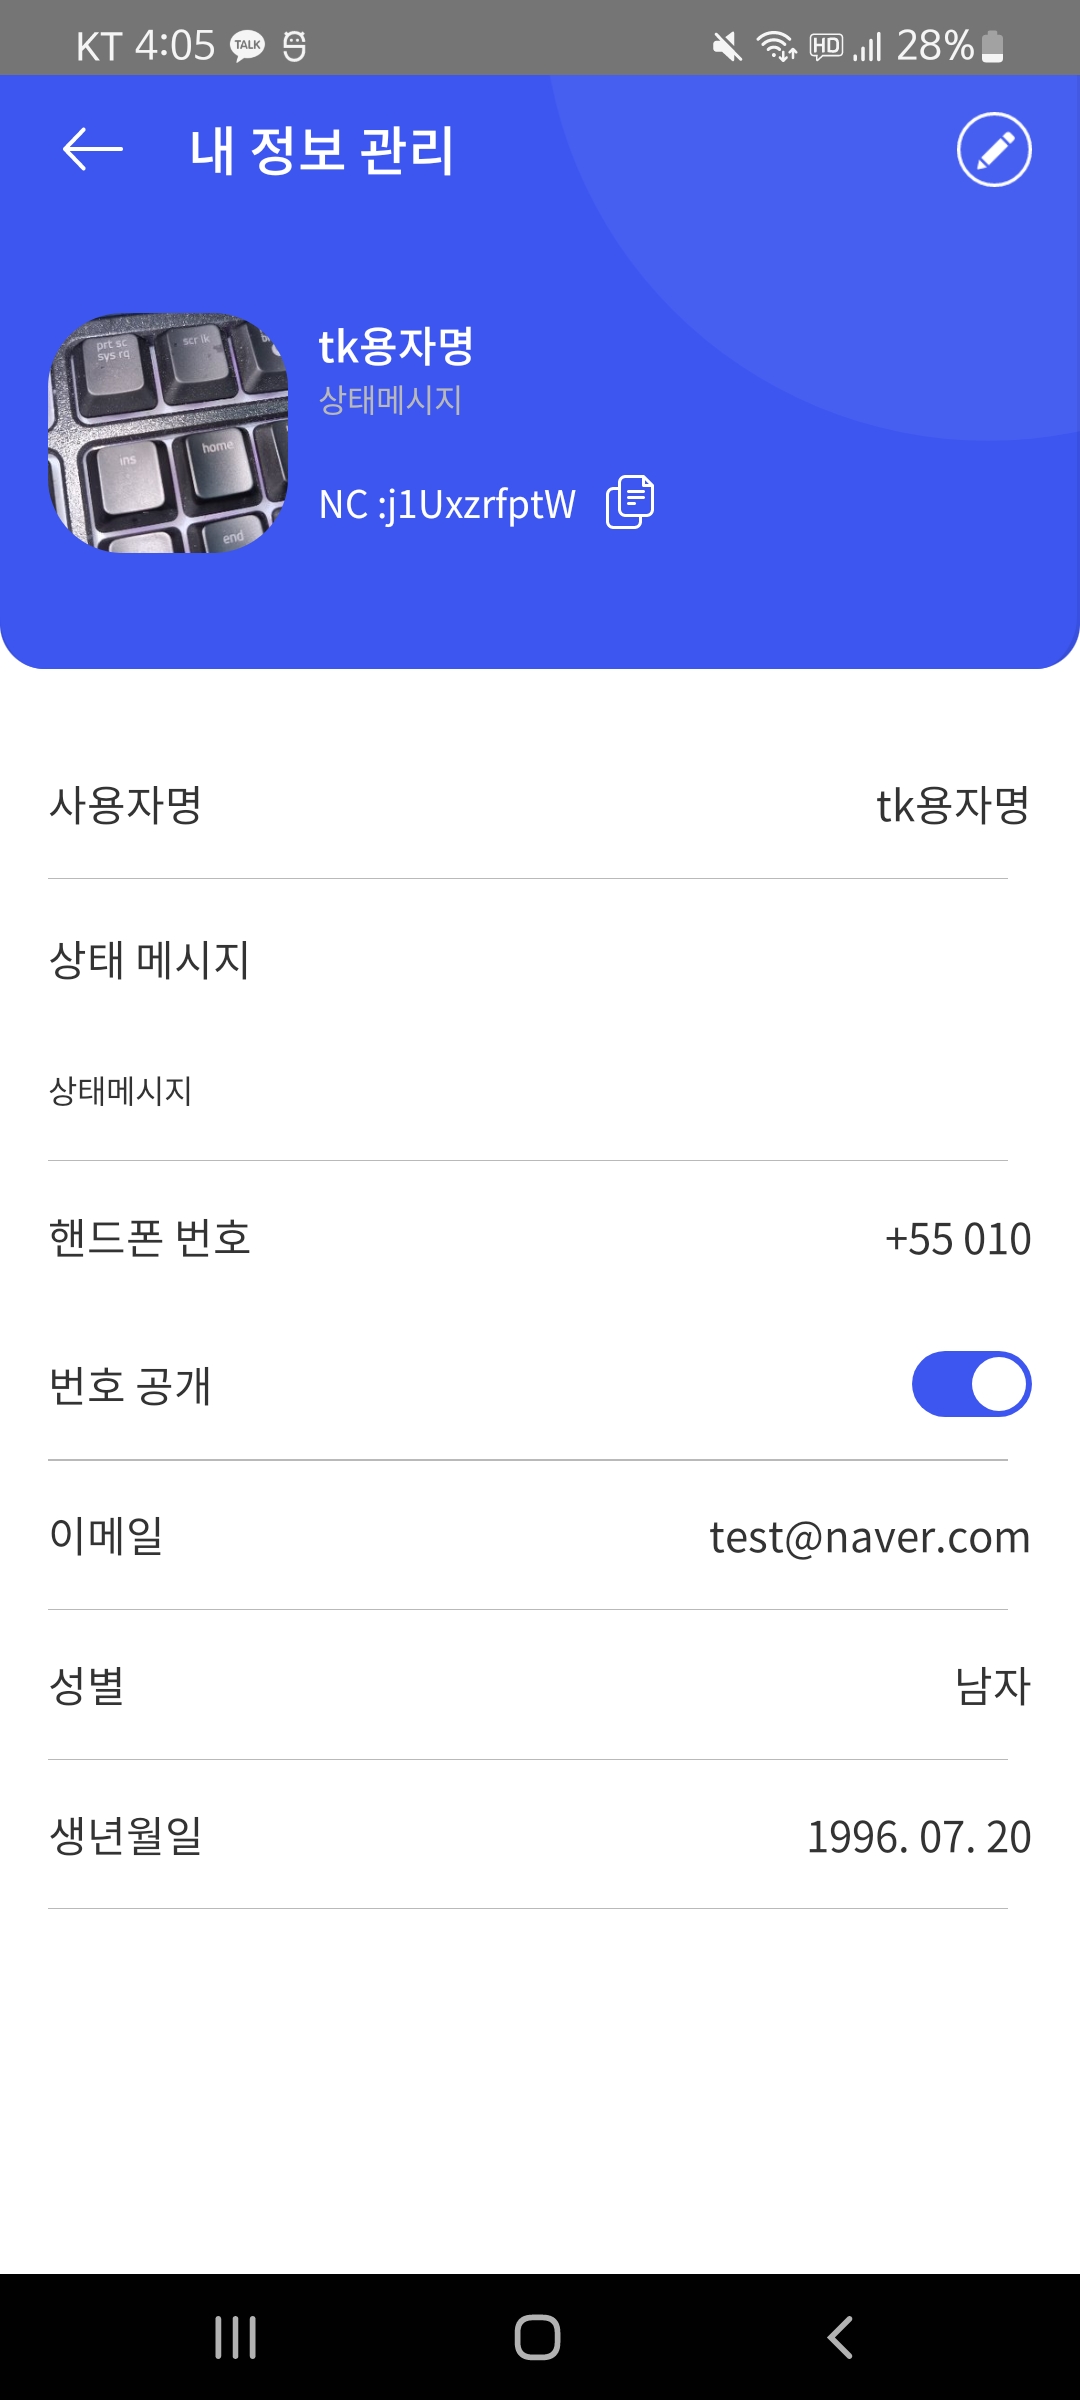 KT 4:05 TALK HD 28%
내 정보 관리
prt sc
sys rq
scr lk
ins
home
end
tk용자명
상태메시지
NC :j1UxzrfptW
사용자명 tk용자명
상태 메시지
상태메시지
핸드폰 번호 +55 010
번호 공개
이메일 test@naver.com
성별 남자
생년월일 1996. 07. 20